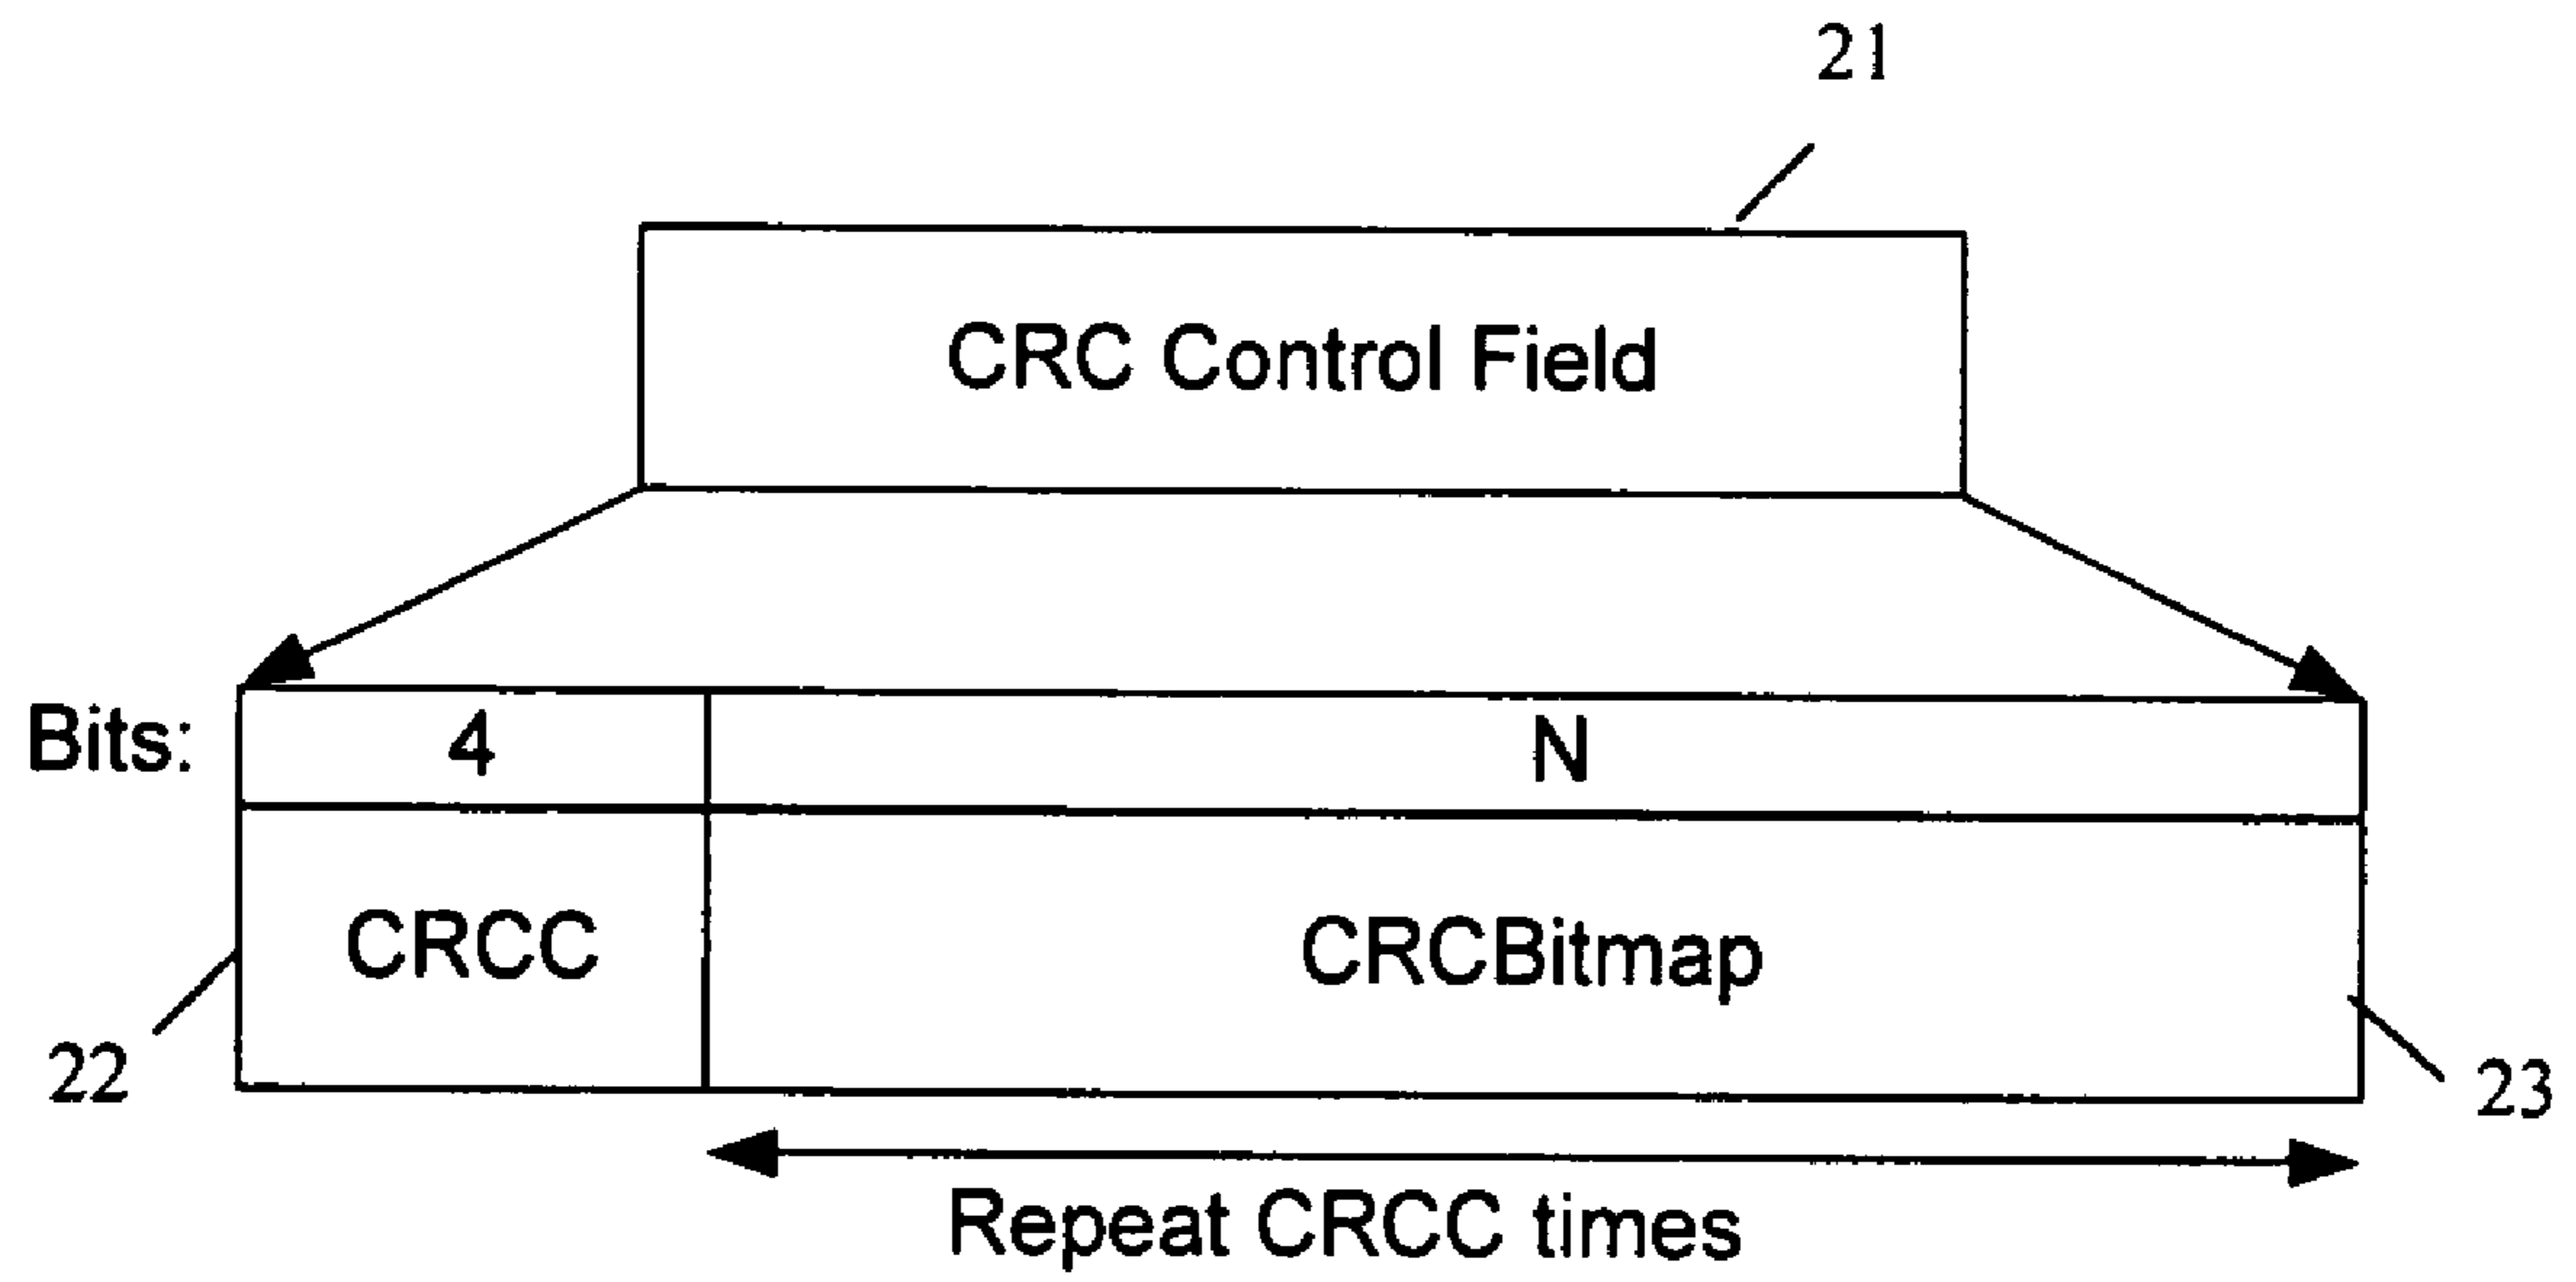 21
CRC Control Field
Bits: 4 N
CRCC CRCBitmap
22 23
Repeat CRCC times